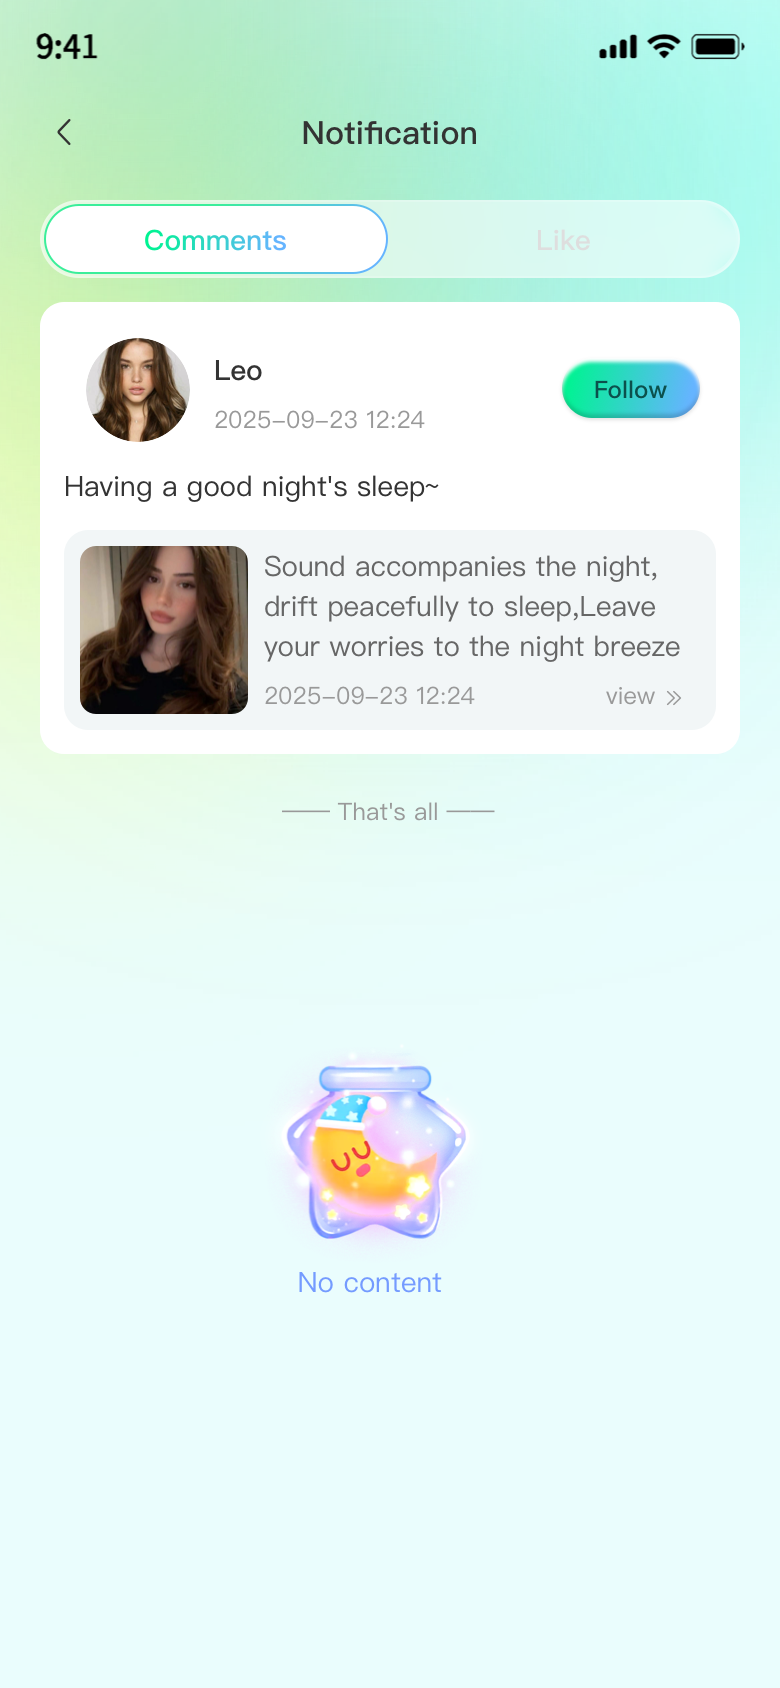 9:41
Notification
Comments
Like
Leo
2025-09-23 12:24
Follow
Having a good night's sleep~
Sound accompanies the night,
drift peacefully to sleep,Leave
your worries to the night breeze
2025-09-23 12:24
view
That's all
No content